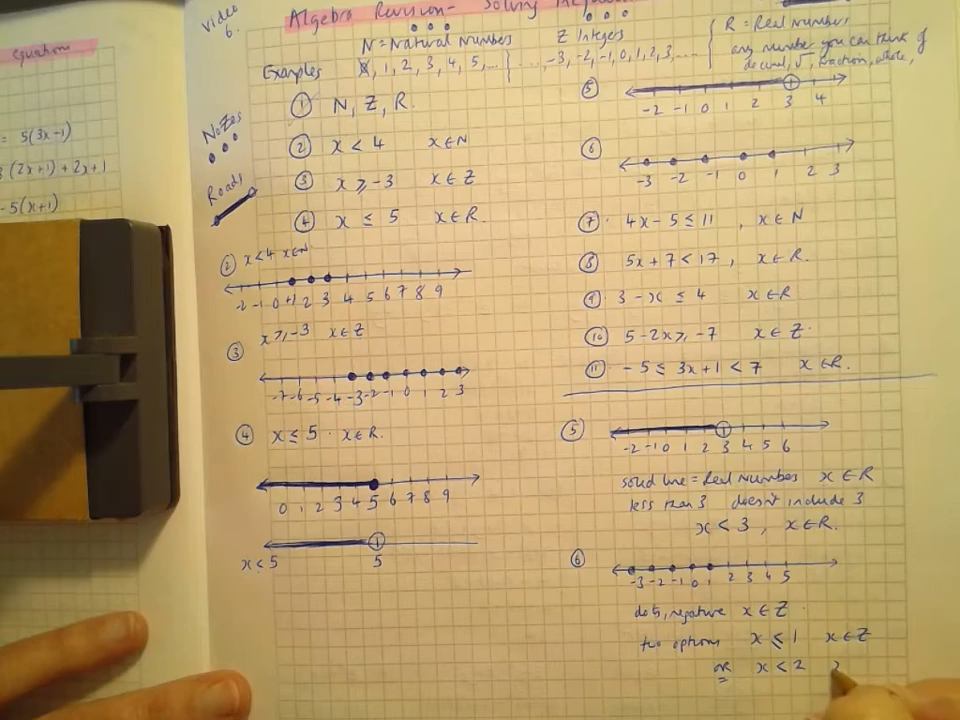 equation
= 5(3x-1)
3(2x+1)+2x+1
-5(x+1)
Video 6.
Algebra Revision - Solving
N = Natural Numbers
Z Integers
R = Real Numbers
any number you can think of
decimal, √, fraction, whole,
Examples
0, 1, 2, 3, 4, 5, ...
..., -3, -2, -1, 0, 1, 2, 3, ...
Notes
Roads
① N, Z, R.
② x < 4 x∈N
③ x ≥ -3 x∈Z
④ x ≤ 5 x∈R.
② x<4 x∈N
-2 -1 0 +1 2 3 4 5 6 7 8 9
x ≥ -3 x∈Z
③
-7 -6 -5 -4 -3 -2 -1 0 1 2 3
④ x ≤ 5 x∈R.
0 1 2 3 4 5 6 7 8 9
x < 5
5
⑤
-2 -1 0 1 2 3 4
⑥
-3 -2 -1 0 1 2 3
⑦ 4x - 5 ≤ 11, x∈N
⑧ 5x + 7 < 17, x∈R.
⑨ 3 - x ≤ 4 x∈R
⑩ 5 - 2x ≥ -7 x∈Z.
⑪ -5 ≤ 3x+1 < 7 x∈R.
⑤
-2 -1 0 1 2 3 4 5 6
solid line = Real Numbers x∈R
less than 3 doesn't include 3
x < 3, x∈R.
⑥
-3 -2 -1 0 1 2 3 4 5
dots, negative x∈Z.
two options x ≤ 1 x∈Z
or x < 2